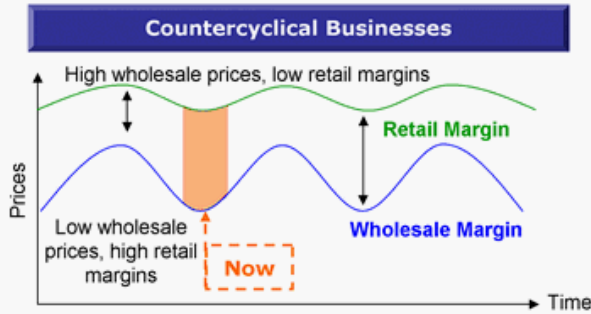 Countercyclical Businesses
High wholesale prices, low retail margins
Retail Margin
Prices
Low wholesale
prices, high retail
margins
Wholesale Margin
Now
Time